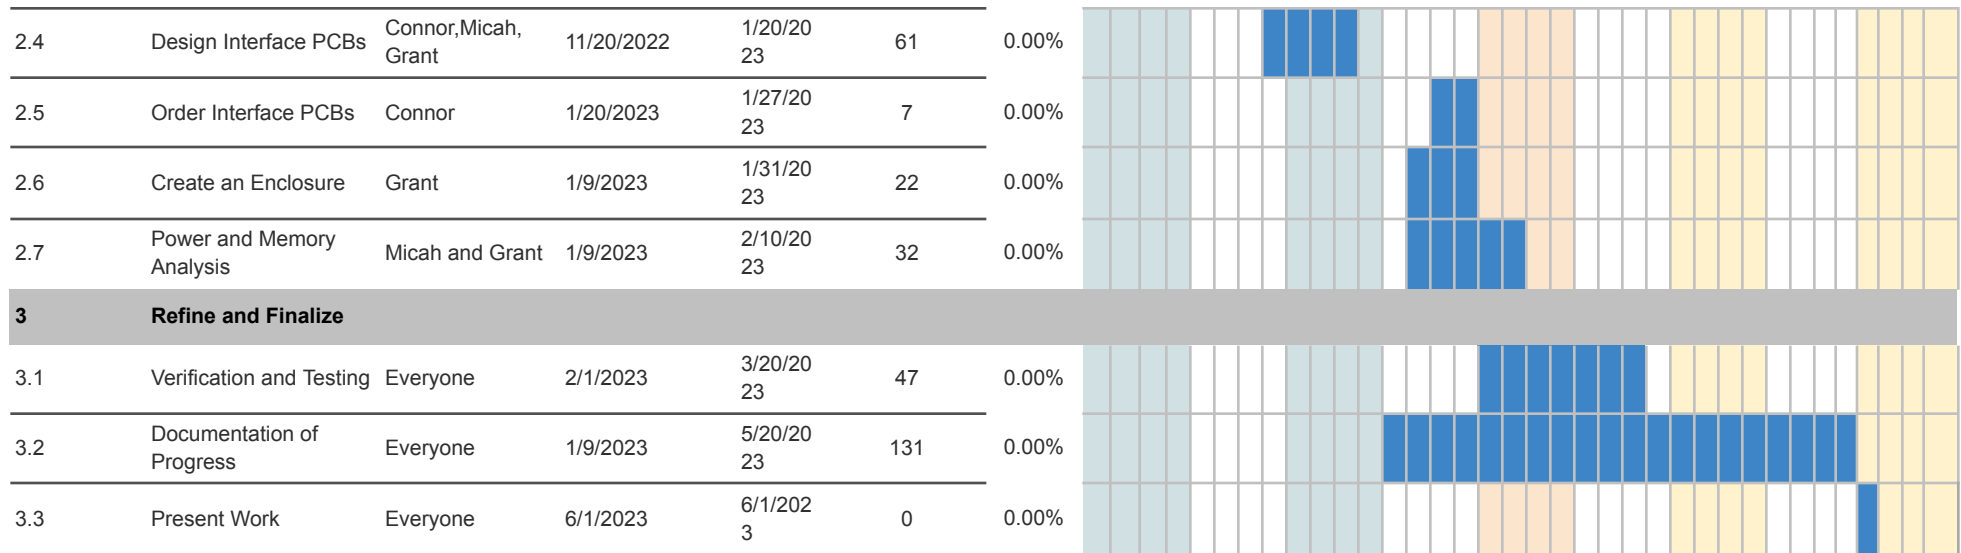 2.4 Design Interface PCBs Connor,Micah, Grant 11/20/2022 1/20/20 23 61 0.00%
2.5 Order Interface PCBs Connor 1/20/2023 1/27/20 23 7 0.00%
2.6 Create an Enclosure Grant 1/9/2023 1/31/20 23 22 0.00%
2.7 Power and Memory Analysis Micah and Grant 1/9/2023 2/10/20 23 32 0.00%
3 Refine and Finalize
3.1 Verification and Testing Everyone 2/1/2023 3/20/20 23 47 0.00%
3.2 Documentation of Progress Everyone 1/9/2023 5/20/20 23 131 0.00%
3.3 Present Work Everyone 6/1/2023 6/1/202 3 0 0.00%